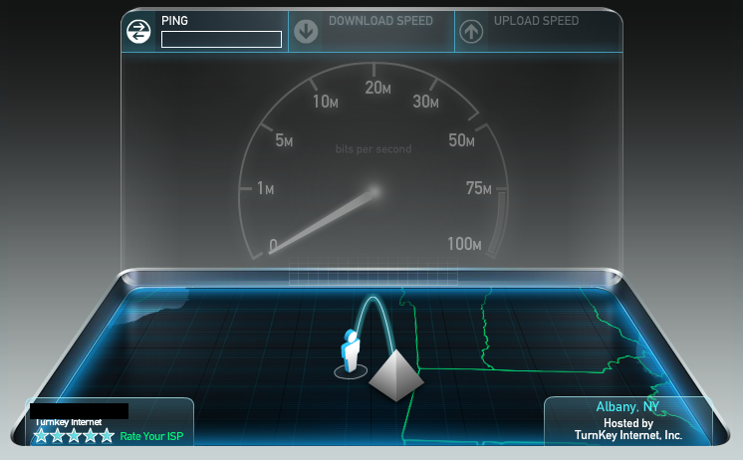 PING
DOWNLOAD SPEED
UPLOAD SPEED
20M
10M
30M
5M
50M
bits per second
1M
75M
0
100M
Turnkey Internet
Rate Your ISP
Albany, NY
Hosted by
TurnKey Internet, Inc.